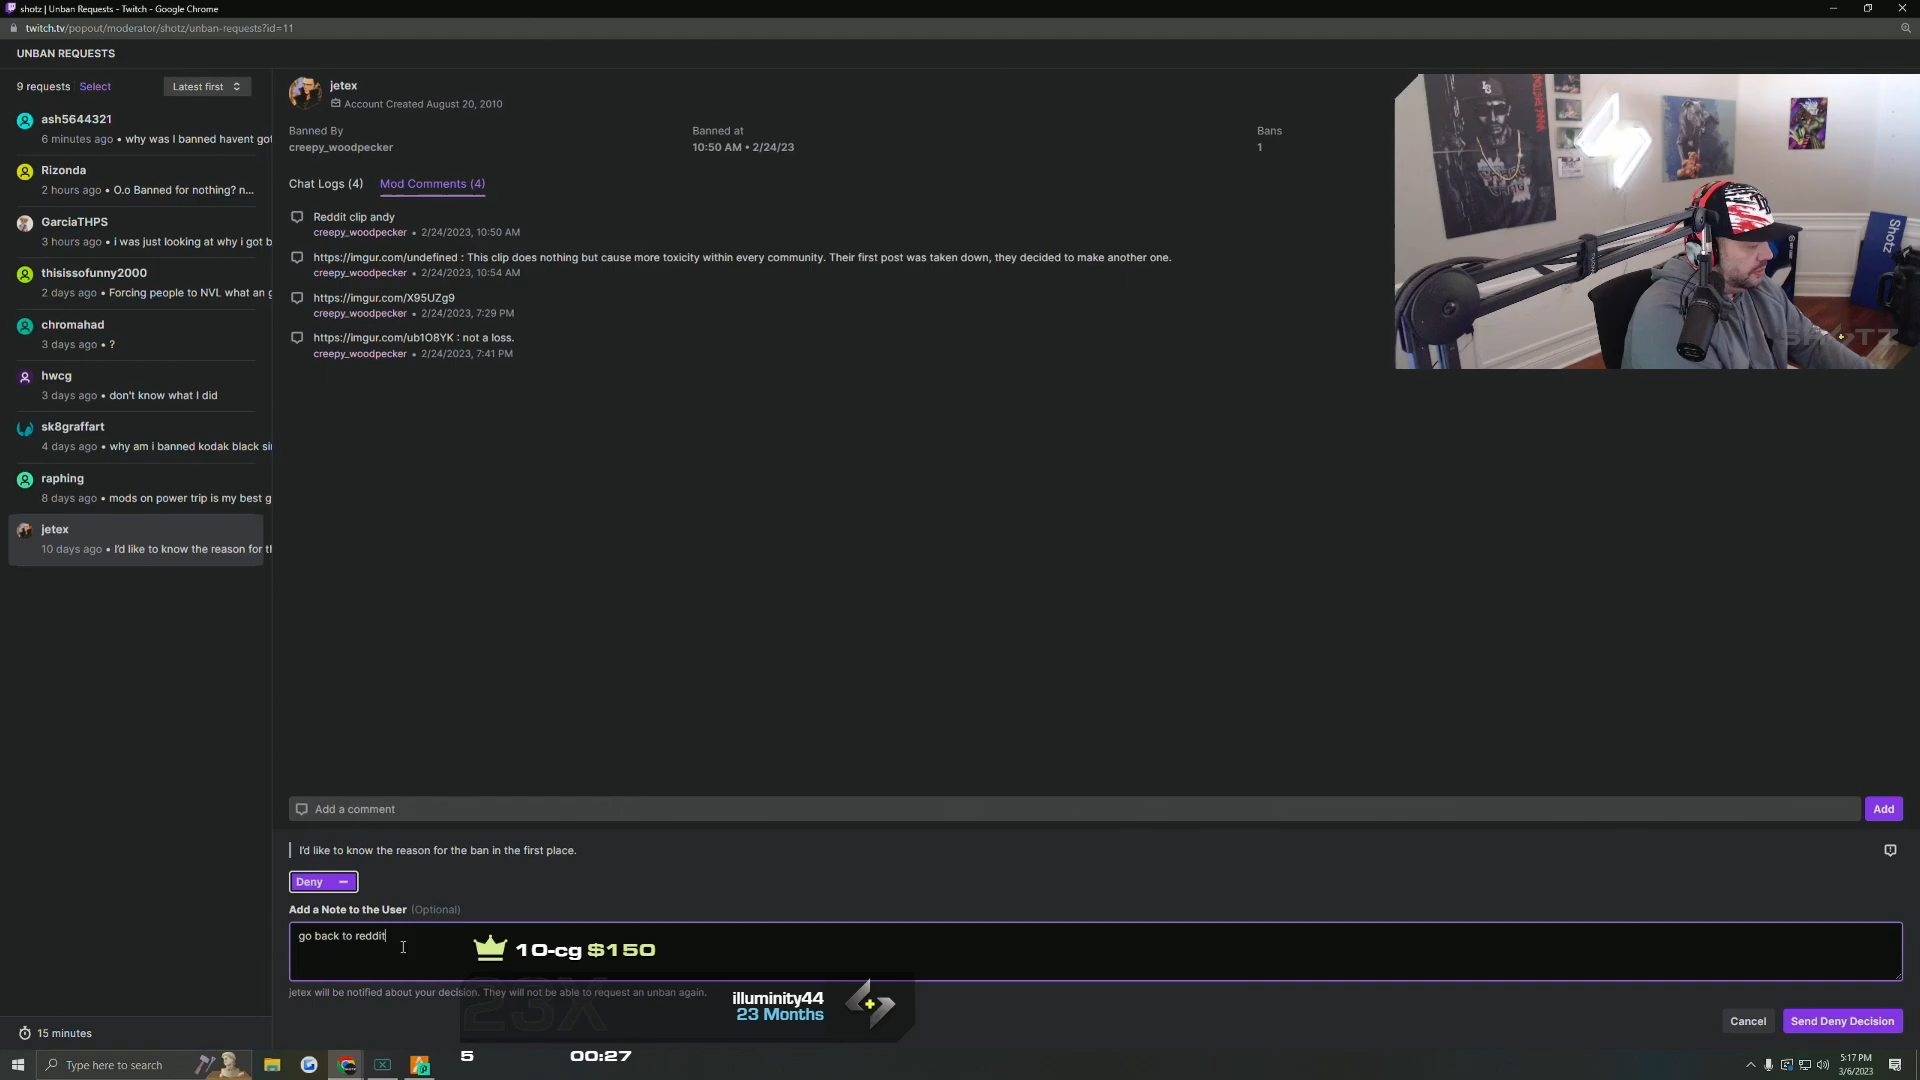 shotz | Unban Requests - Twitch - Google Chrome
twitch.tv/popout/moderator/shotz/unban-requests?id=11
UNBAN REQUESTS
9 requests Select Latest first
ash5644321
6 minutes ago • why was I banned havent got
Rizonda
2 hours ago • O.o Banned for nothing? n...
GarciaTHPS
3 hours ago • i was just looking at why i got b
thisissofunny2000
2 days ago • Forcing people to NVL what an g
chromahad
3 days ago • ?
hwcg
3 days ago • don't know what I did
sk8graffart
4 days ago • why am i banned kodak black si
raphing
8 days ago • mods on power trip is my best g
jetex
10 days ago • I'd like to know the reason for th
15 minutes
jetex
Account Created August 20, 2010
Banned By
creepy_woodpecker
Banned at
10:50 AM • 2/24/23
Bans
1
Chat Logs (4) Mod Comments (4)
Reddit clip andy
creepy_woodpecker • 2/24/2023, 10:50 AM
https://imgur.com/undefined : This clip does nothing but cause more toxicity within every community. Their first post was taken down, they decided to make another one.
creepy_woodpecker • 2/24/2023, 10:54 AM
https://imgur.com/X95UZg9
creepy_woodpecker • 2/24/2023, 7:29 PM
https://imgur.com/ub1O8YK : not a loss.
creepy_woodpecker • 2/24/2023, 7:41 PM
Shotz
SHOTZ
Add a comment Add
I'd like to know the reason for the ban in the first place.
Deny
Add a Note to the User (Optional)
go back to reddit
10-cg $150
jetex will be notified about your decision. They will not be able to request an unban again.
23X
illuminity44
23 Months
Cancel Send Deny Decision
Type here to search
5 00:27
5:17 PM
3/6/2023